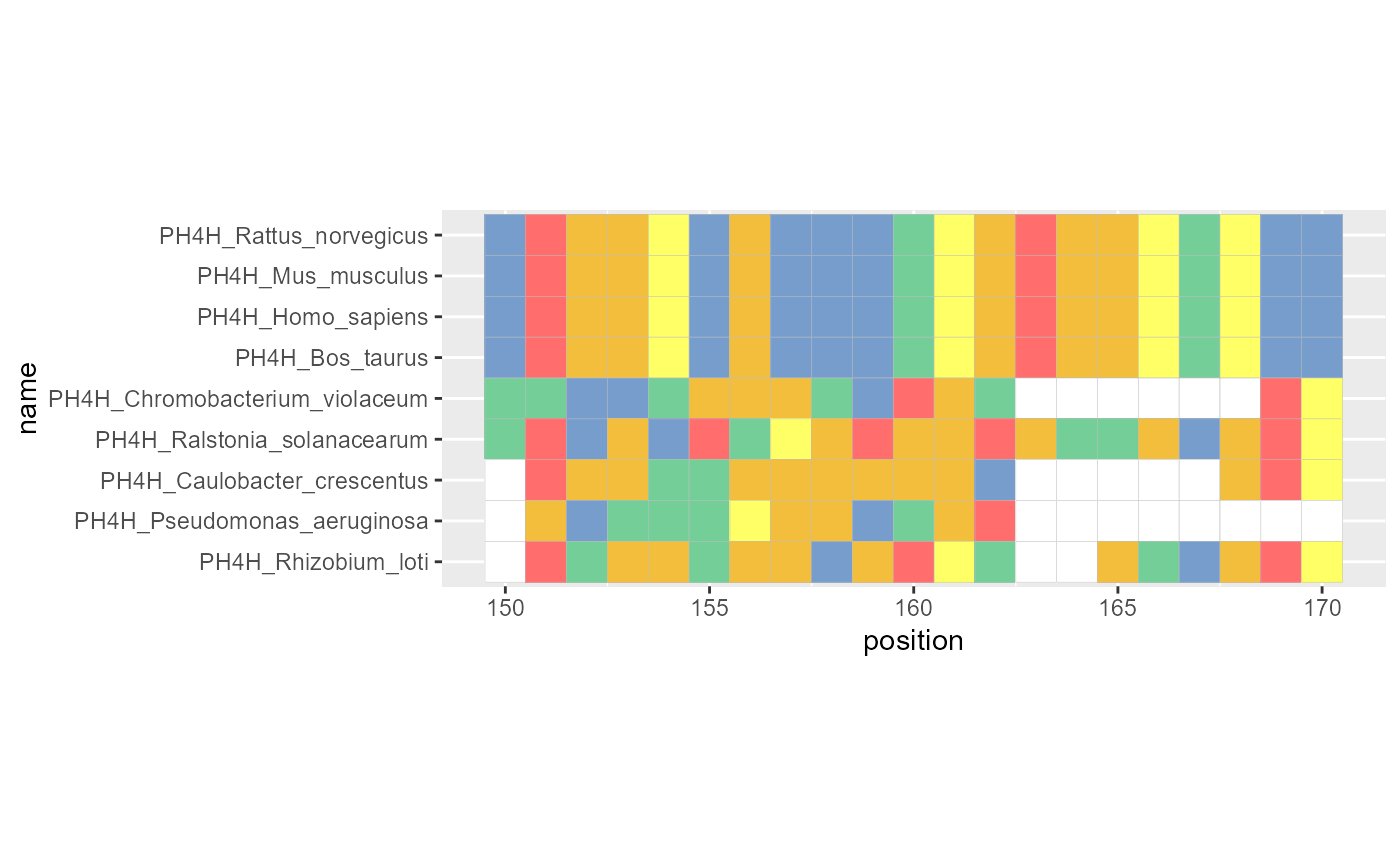 PH4H_Rattus_norvegicus
PH4H_Mus_musculus
PH4H_Homo_sapiens
PH4H_Bos_taurus
PH4H_Chromobacterium_violaceum
PH4H_Ralstonia_solanacearum
PH4H_Caulobacter_crescentus
PH4H_Pseudomonas_aeruginosa
PH4H_Rhizobium_loti
name
150 155 160 165 170
position